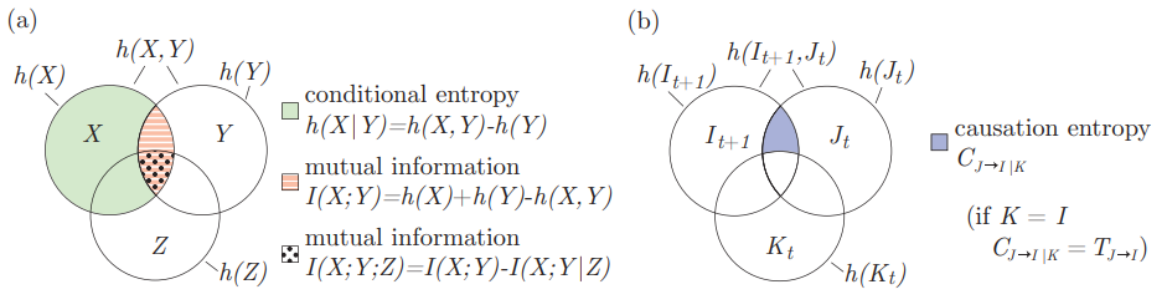 (a)
h(X)
h(X,Y)
h(Y)
X
Y
Z
h(Z)
conditional entropy
h(X|Y)=h(X,Y)-h(Y)
mutual information
I(X;Y)=h(X)+h(Y)-h(X,Y)
mutual information
I(X;Y;Z)=I(X;Y)-I(X;Y|Z)
(b)
h(I_{t+1})
h(I_{t+1},J_t)
h(J_t)
I_{t+1}
J_t
K_t
h(K_t)
causation entropy
C_{J→I|K}
(if K = I
C_{J→I|K} = T_{J→I})